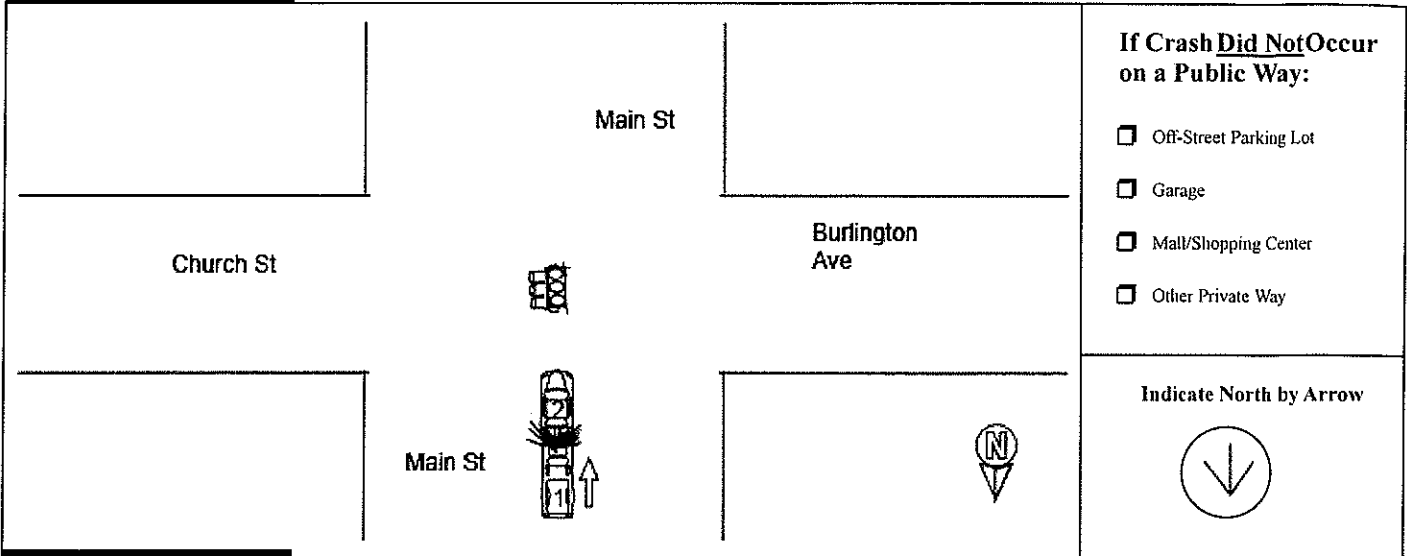 Main St
Church St
Burlington
Ave
2
Main St
1
N
If Crash Did Not Occur
on a Public Way:
Off-Street Parking Lot
Garage
Mall/Shopping Center
Other Private Way
Indicate North by Arrow